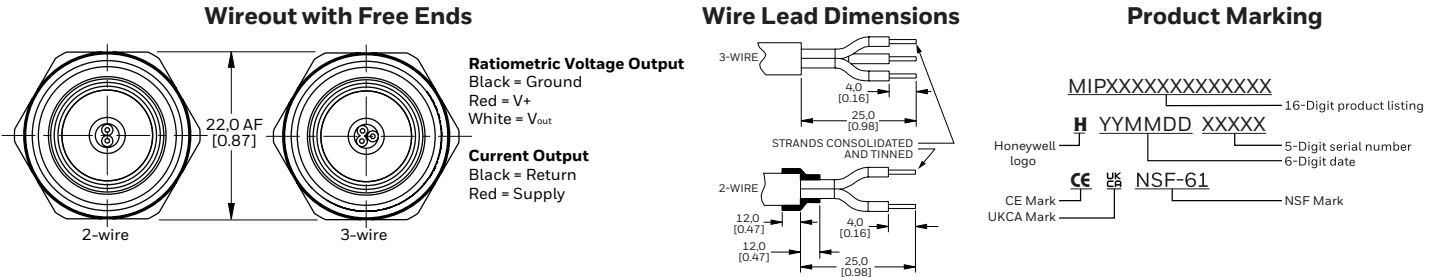 Wireout with Free Ends
22,0 AF
[0.87]
2-wire
3-wire
Ratiometric Voltage Output
Black = Ground
Red = V+
White = Vout
Current Output
Black = Return
Red = Supply
Wire Lead Dimensions
3-WIRE
4,0
[0.16]
25,0
[0.98]
STRANDS CONSOLIDATED
AND TINNED
2-WIRE
12,0
[0.47]
4,0
[0.16]
12,0
[0.47]
25,0
[0.98]
Product Marking
MIPXXXXXXXXXXXXX
16-Digit product listing
H YYMMDD XXXXX
Honeywell
logo
5-Digit serial number
6-Digit date
CE UKCA NSF-61
CE Mark
NSF Mark
UKCA Mark